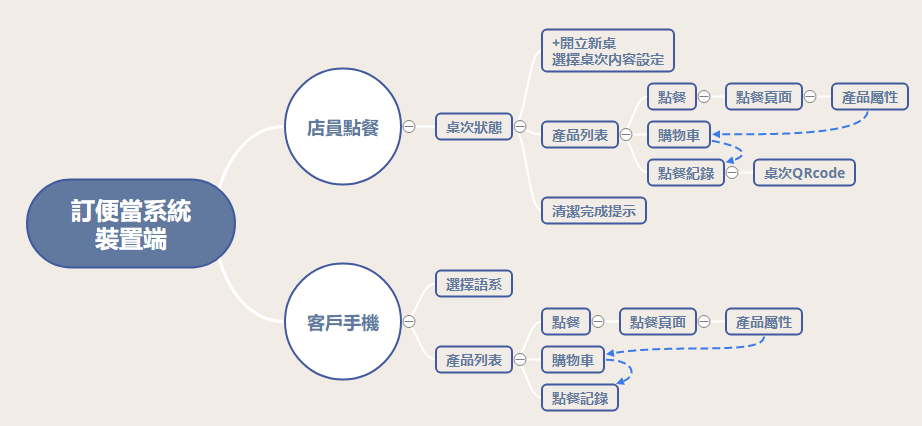 訂便當系統
裝置端
店員點餐
桌次狀態
+開立新桌
選擇桌次內容設定
產品列表
點餐
點餐頁面
產品屬性
購物車
點餐紀錄
桌次QRcode
清潔完成提示
客戶手機
選擇語系
產品列表
點餐
點餐頁面
產品屬性
購物車
點餐記錄